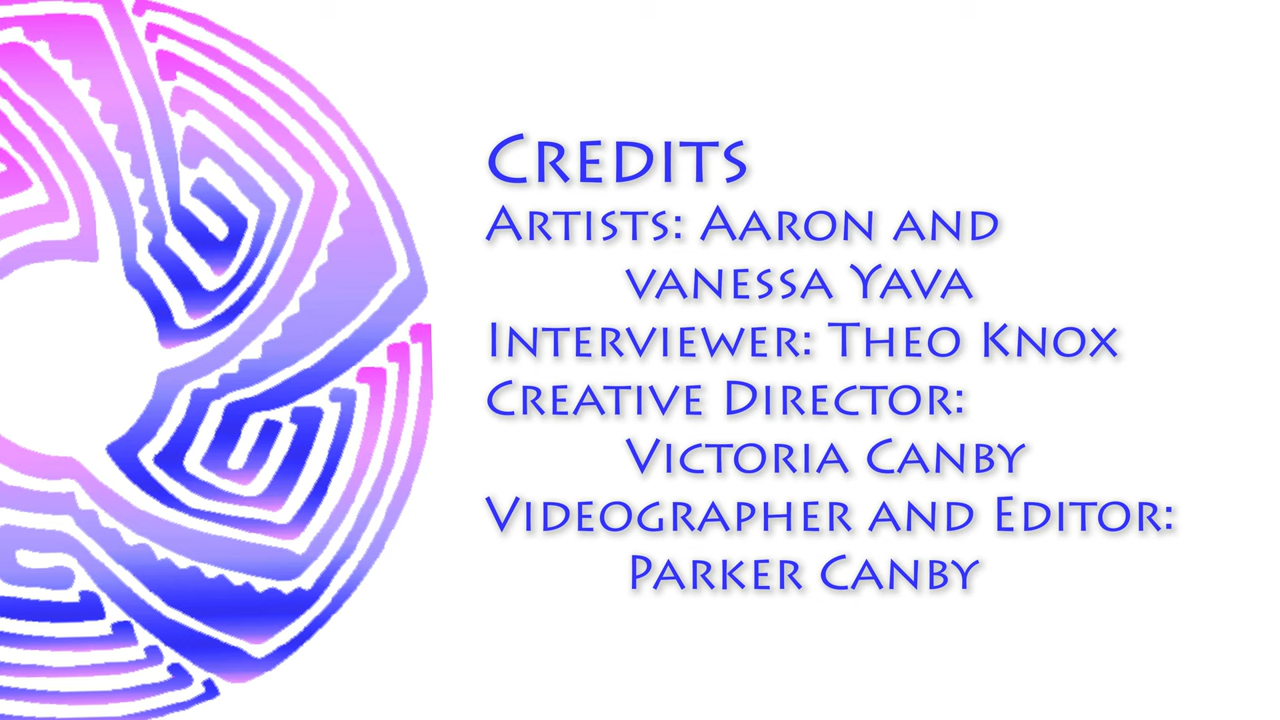 Credits
Artists: Aaron and
vanessa Yava
Interviewer: Theo Knox
Creative Director:
Victoria Canby
Videographer and Editor:
Parker Canby